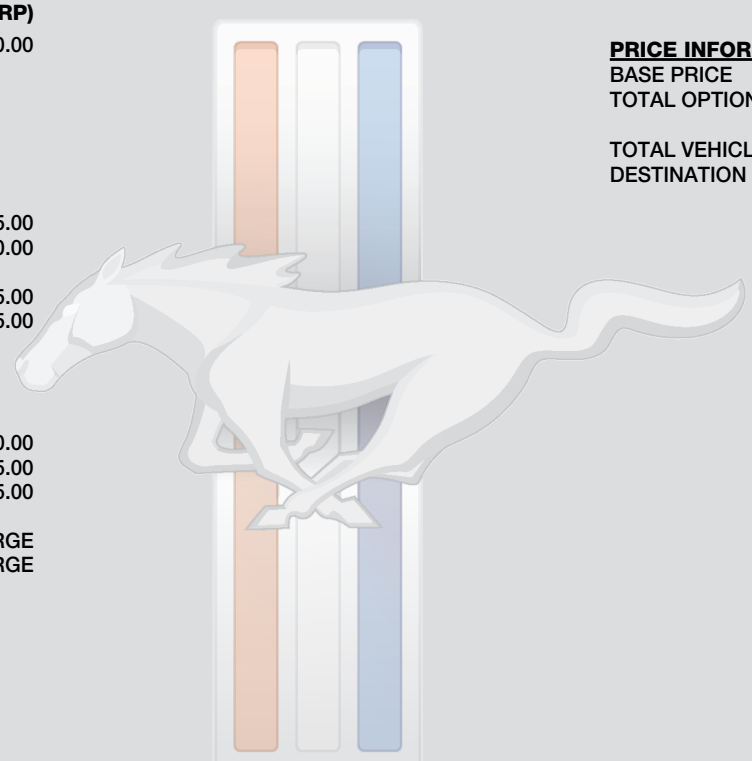 RP)
0.00
5.00
0.00
5.00
5.00
0.00
5.00
5.00
RGE
RGE
PRICE INFOR
BASE PRICE
TOTAL OPTION
TOTAL VEHICL
DESTINATION